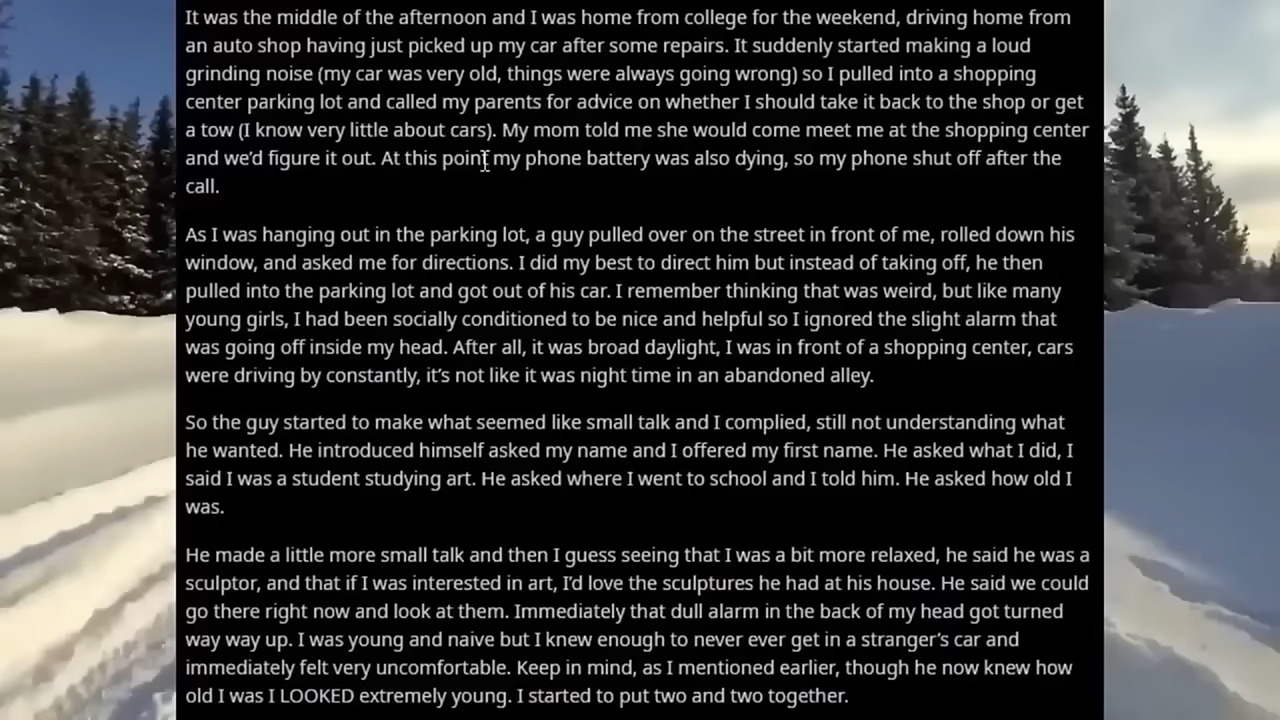 It was the middle of the afternoon and I was home from college for the weekend, driving home from
an auto shop having just picked up my car after some repairs. It suddenly started making a loud
grinding noise (my car was very old, things were always going wrong) so I pulled into a shopping
center parking lot and called my parents for advice on whether I should take it back to the shop or get
a tow (I know very little about cars). My mom told me she would come meet me at the shopping center
and we’d figure it out. At this point my phone battery was also dying, so my phone shut off after the
call.
As I was hanging out in the parking lot, a guy pulled over on the street in front of me, rolled down his
window, and asked me for directions. I did my best to direct him but instead of taking off, he then
pulled into the parking lot and got out of his car. I remember thinking that was weird, but like many
young girls, I had been socially conditioned to be nice and helpful so I ignored the slight alarm that
was going off inside my head. After all, it was broad daylight, I was in front of a shopping center, cars
were driving by constantly, it’s not like it was night time in an abandoned alley.
So the guy started to make what seemed like small talk and I complied, still not understanding what
he wanted. He introduced himself asked my name and I offered my first name. He asked what I did, I
said I was a student studying art. He asked where I went to school and I told him. He asked how old I
was.
He made a little more small talk and then I guess seeing that I was a bit more relaxed, he said he was a
sculptor, and that if I was interested in art, I’d love the sculptures he had at his house. He said we could
go there right now and look at them. Immediately that dull alarm in the back of my head got turned
way way up. I was young and naive but I knew enough to never ever get in a stranger’s car and
immediately felt very uncomfortable. Keep in mind, as I mentioned earlier, though he now knew how
old I was I LOOKED extremely young. I started to put two and two together.